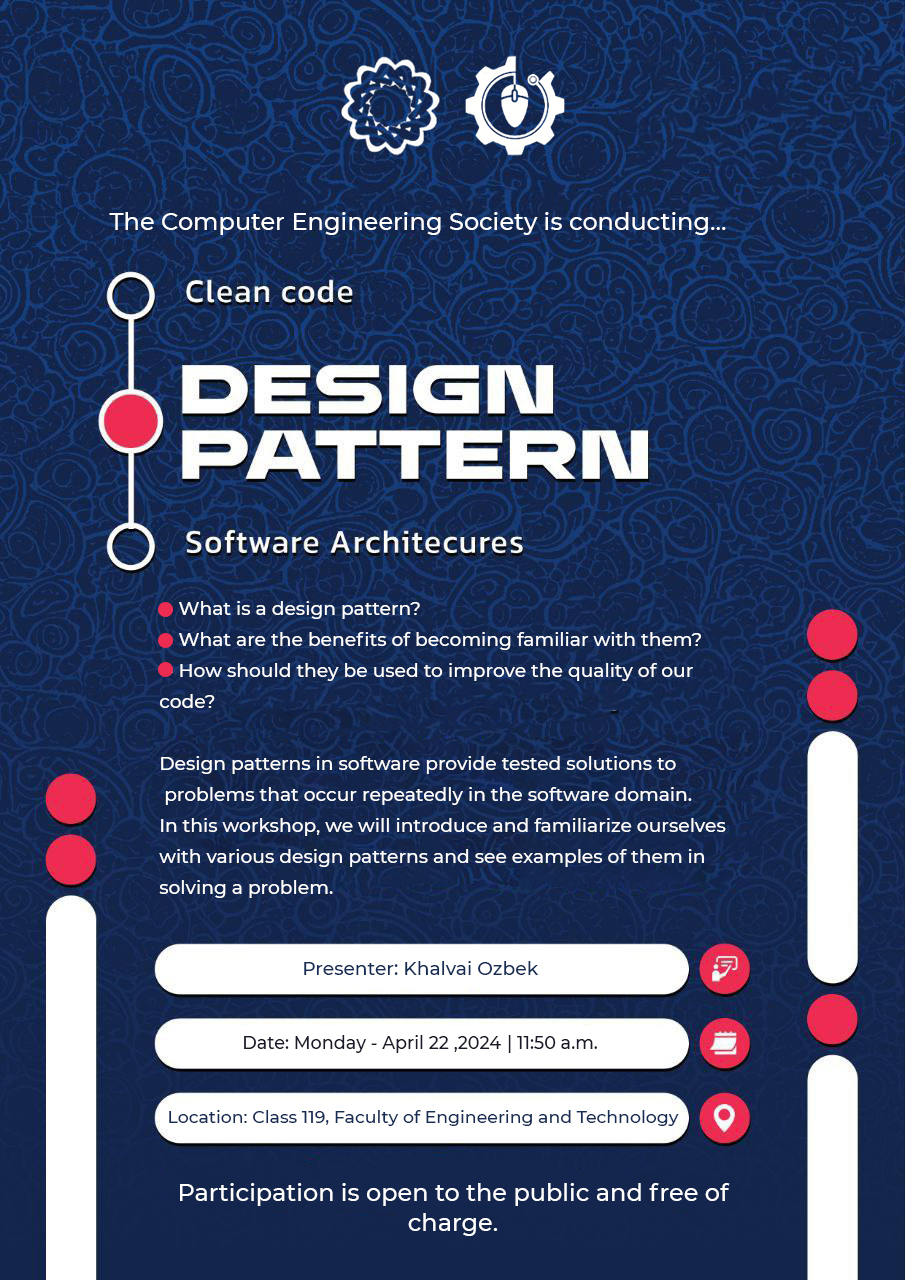 The Computer Engineering Society is conducting...
Clean code
DESIGN
PATTERN
Software Architecures
What is a design pattern?
What are the benefits of becoming familiar with them?
How should they be used to improve the quality of our
code?
Design patterns in software provide tested solutions to
problems that occur repeatedly in the software domain.
In this workshop, we will introduce and familiarize ourselves
with various design patterns and see examples of them in
solving a problem.
Presenter: Khalvai Ozbek
Date: Monday - April 22 ,2024 | 11:50 a.m.
Location: Class 119, Faculty of Engineering and Technology
Participation is open to the public and free of
charge.